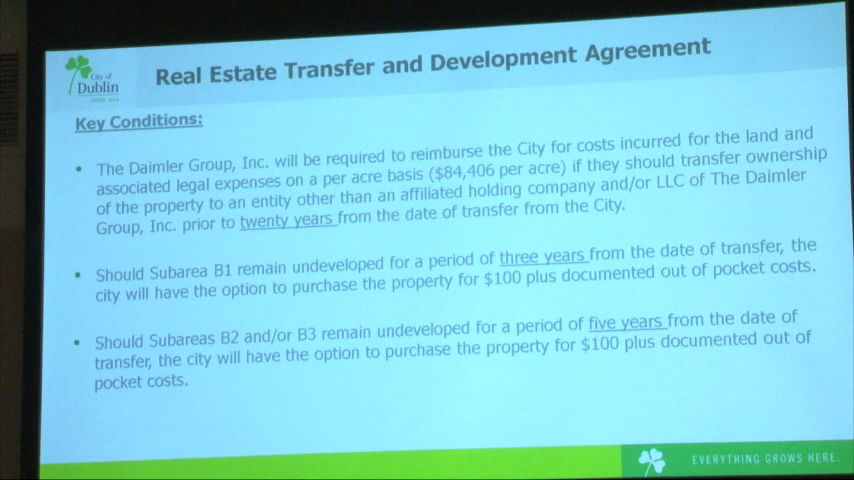 City of
Dublin
Real Estate Transfer and Development Agreement
Key Conditions:
• The Daimler Group, Inc. will be required to reimburse the City for costs incurred for the land and
associated legal expenses on a per acre basis ($84,406 per acre) if they should transfer ownership
of the property to an entity other than an affiliated holding company and/or LLC of The Daimler
Group, Inc. prior to twenty years from the date of transfer from the City.
• Should Subarea B1 remain undeveloped for a period of three years from the date of transfer, the
city will have the option to purchase the property for $100 plus documented out of pocket costs.
• Should Subareas B2 and/or B3 remain undeveloped for a period of five years from the date of
transfer, the city will have the option to purchase the property for $100 plus documented out of
pocket costs.
EVERYTHING GROWS HERE.